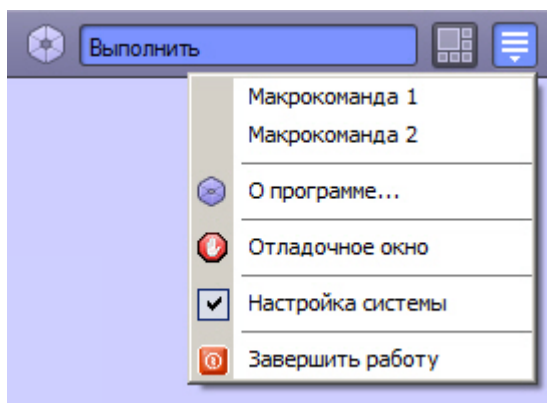 Выполнить
Макрокоманда 1
Макрокоманда 2
О программе...
Отладочное окно
Настройка системы
Завершить работу